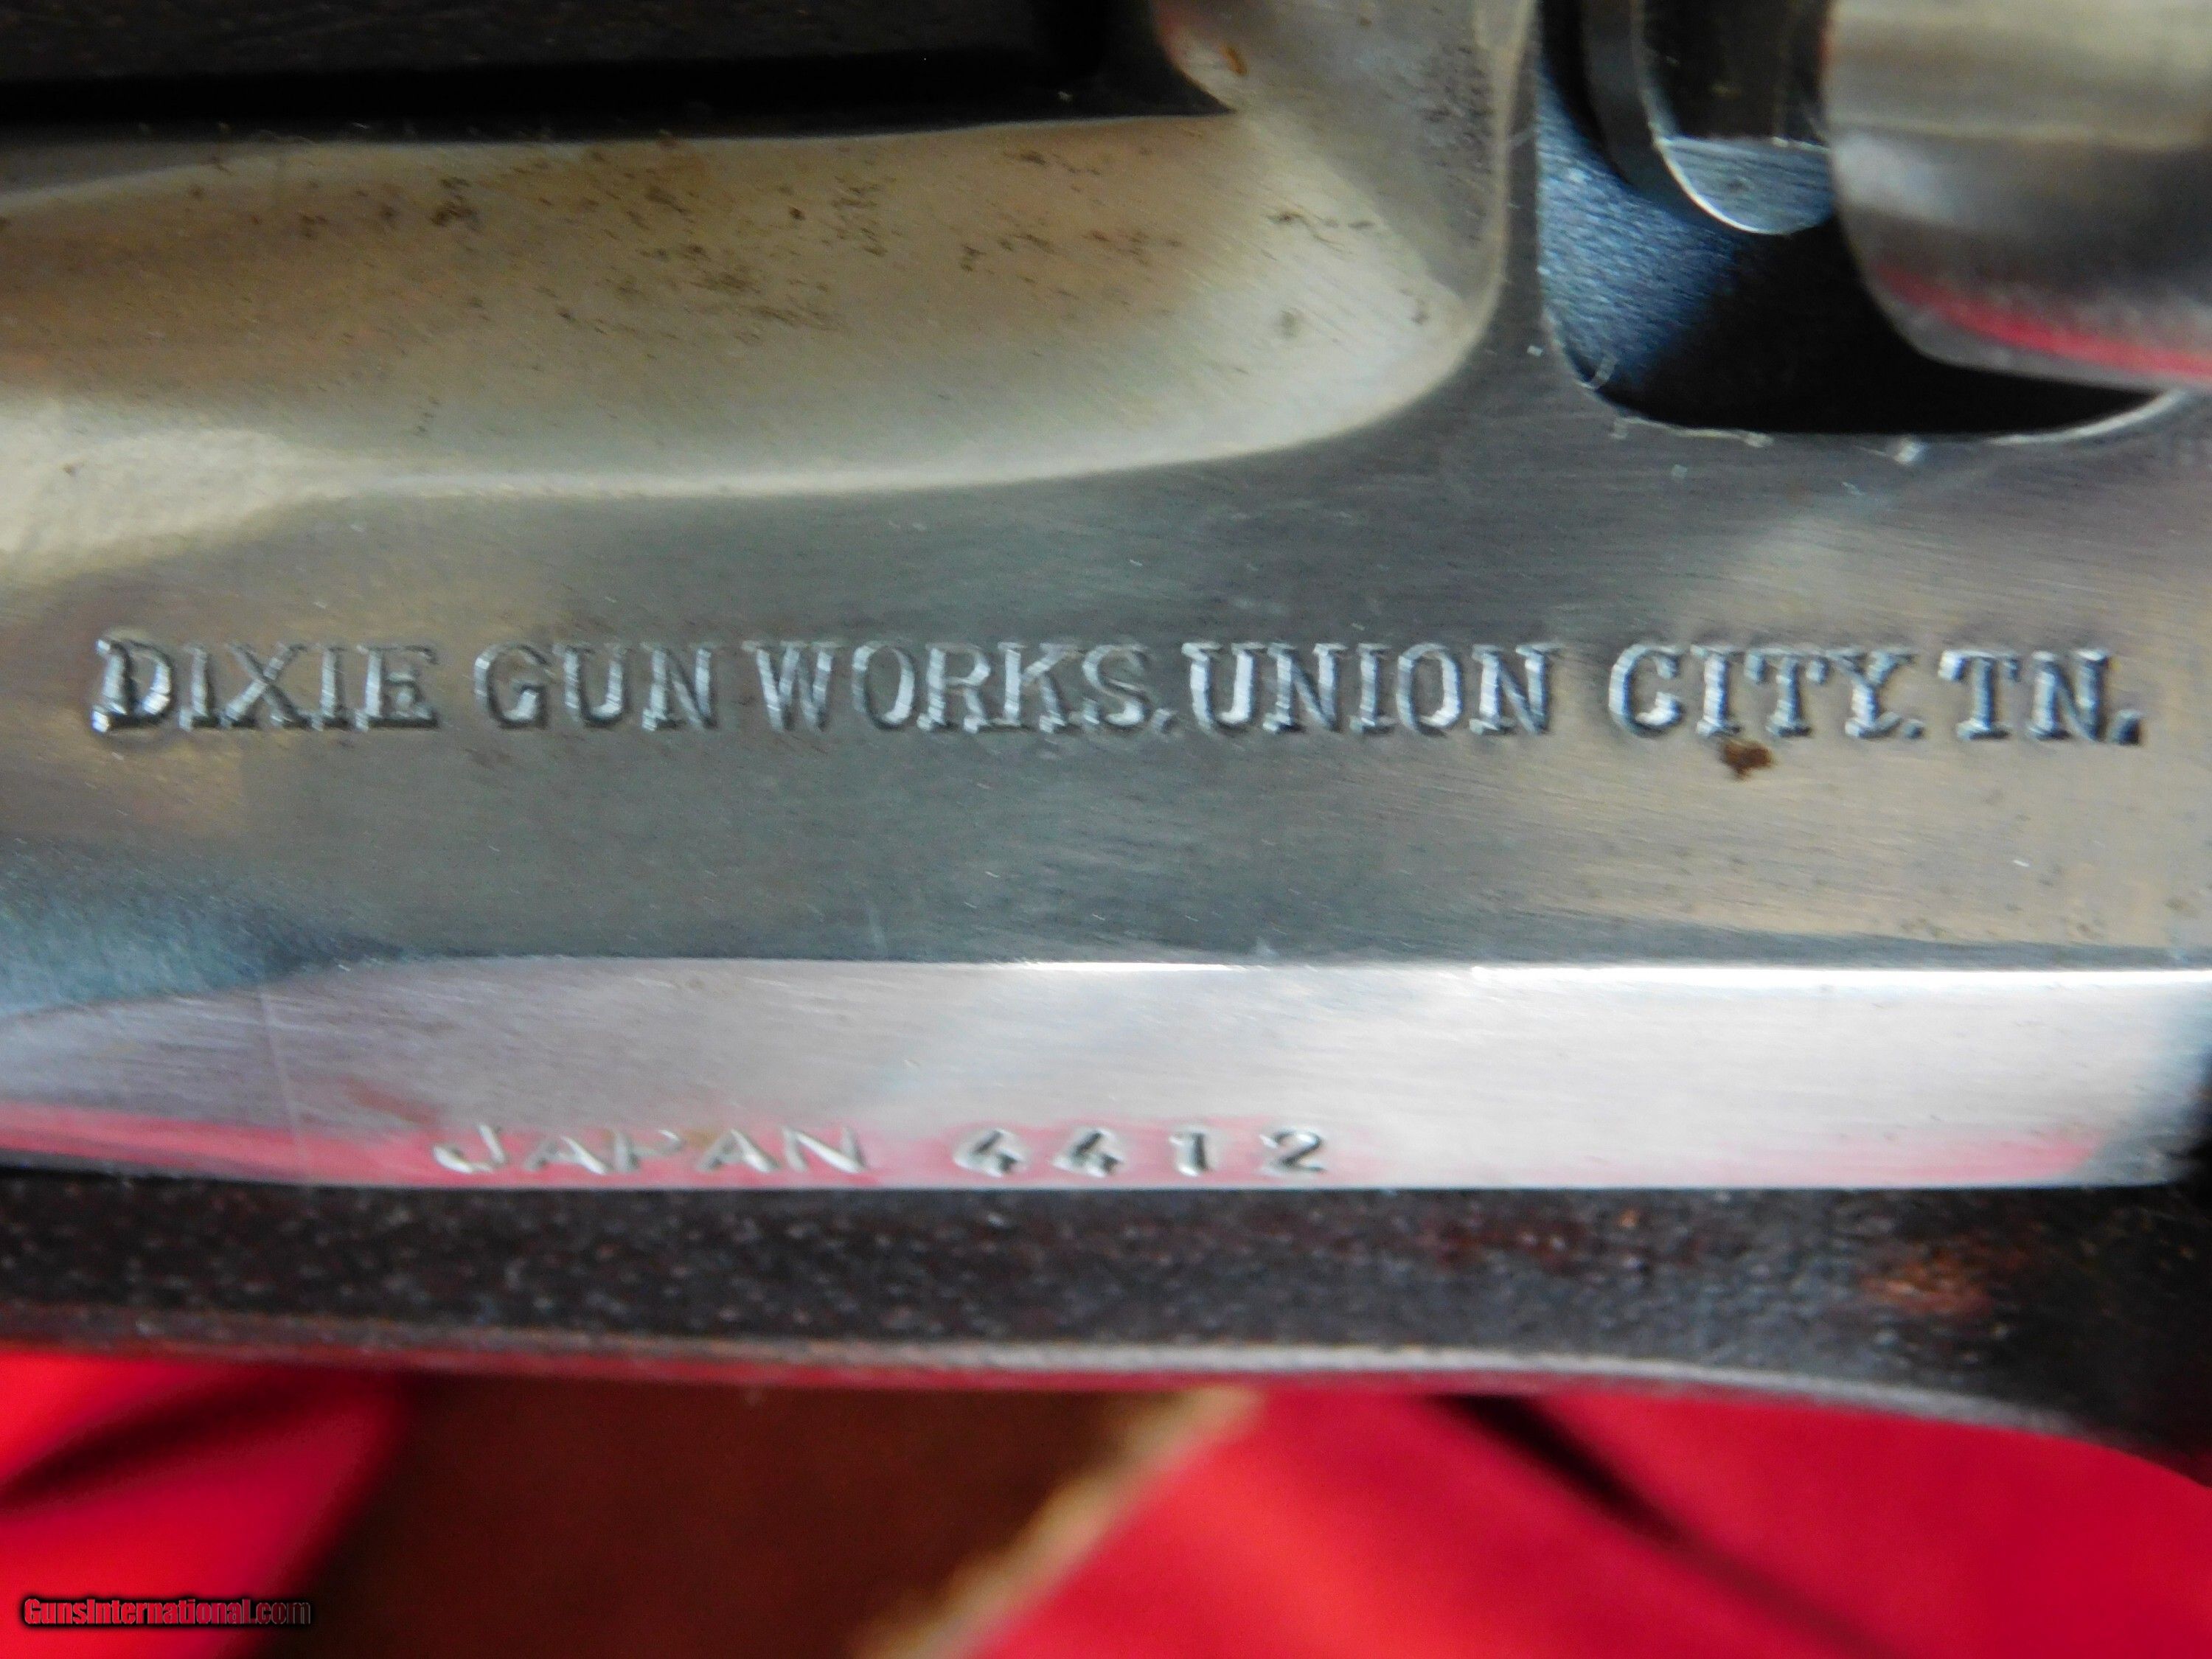 DIXIE GUN WORKS. UNION CITY. TN.
JAPAN 4412
GunsInternational.com